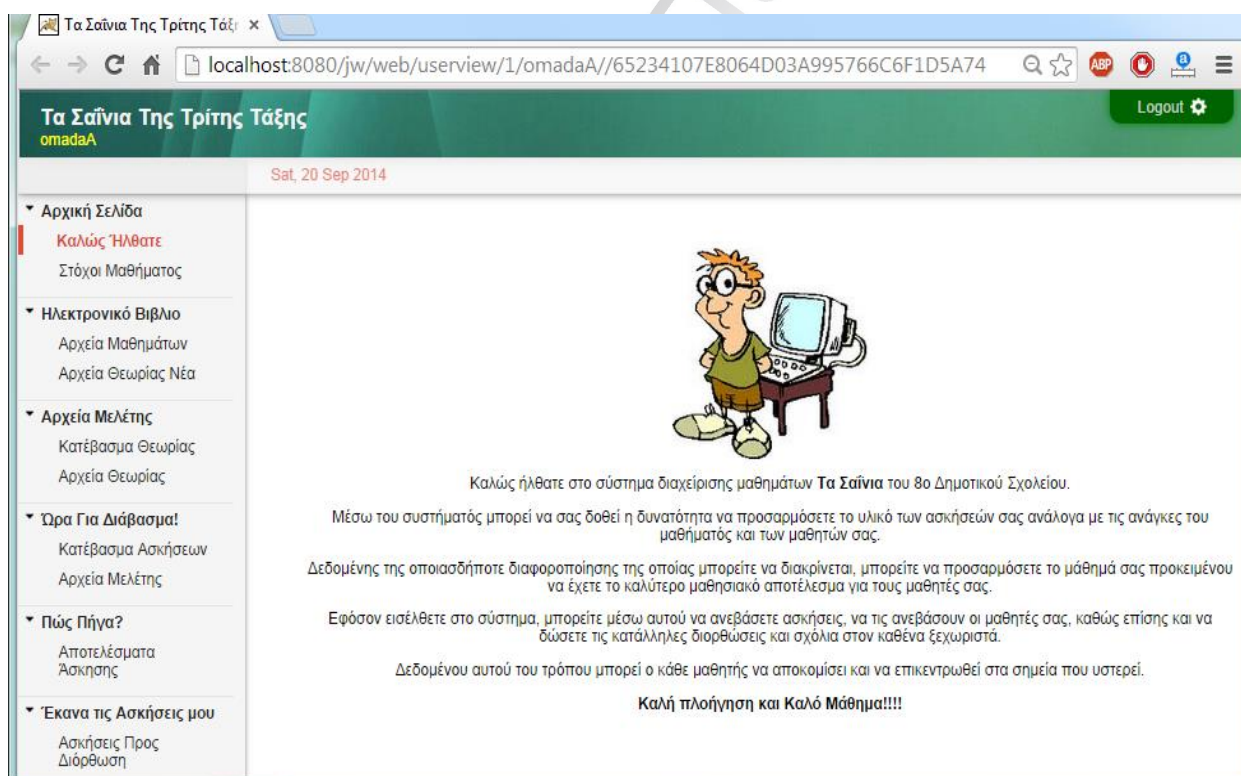 Τα Σαΐνια Της Τρίτης Τάξη
localhost:8080/jw/web/userview/1/omadaA//65234107E8064D03A995766C6F1D5A74
ABP
a
Τα Σαΐνια Της Τρίτης Τάξης
omadaA
Logout
Sat, 20 Sep 2014
Αρχική Σελίδα
Καλώς Ήλθατε
Στόχοι Μαθήματος
Ηλεκτρονικό Βιβλιο
Αρχεία Μαθημάτων
Αρχεία Θεωρίας Νέα
Αρχεία Μελέτης
Κατέβασμα Θεωρίας
Αρχεία Θεωρίας
Ώρα Για Διάβασμα!
Κατέβασμα Ασκήσεων
Αρχεία Μελέτης
Πώς Πήγα?
Αποτελέσματα
Άσκησης
Έκανα τις Ασκήσεις μου
Ασκήσεις Προς
Διόρθωση
Καλώς ήλθατε στο σύστημα διαχείρισης μαθημάτων Τα Σαΐνια του 8ο Δημοτικού Σχολείου.
Μέσω του συστήματός μπορεί να σας δοθεί η δυνατότητα να προσαρμόσετε το υλικό των ασκήσεών σας ανάλογα με τις ανάγκες του
μαθήματός και των μαθητών σας.
Δεδομένης της οποιασδήποτε διαφοροποίησης της οποίας μπορείτε να διακρίνεται, μπορείτε να προσαρμόσετε το μάθημά σας προκειμένου
να έχετε το καλύτερο μαθησιακό αποτέλεσμα για τους μαθητές σας.
Εφόσον εισέλθετε στο σύστημα, μπορείτε μέσω αυτού να ανεβάσετε ασκήσεις, να τις ανεβάσουν οι μαθητές σας, καθώς επίσης και να
δώσετε τις κατάλληλες διορθώσεις και σχόλια στον καθένα ξεχωριστά.
Δεδομένου αυτού του τρόπου μπορεί ο κάθε μαθητής να αποκομίσει και να επικεντρωθεί στα σημεία που υστερεί.
Καλή πλοήγηση και Καλό Μάθημα!!!!